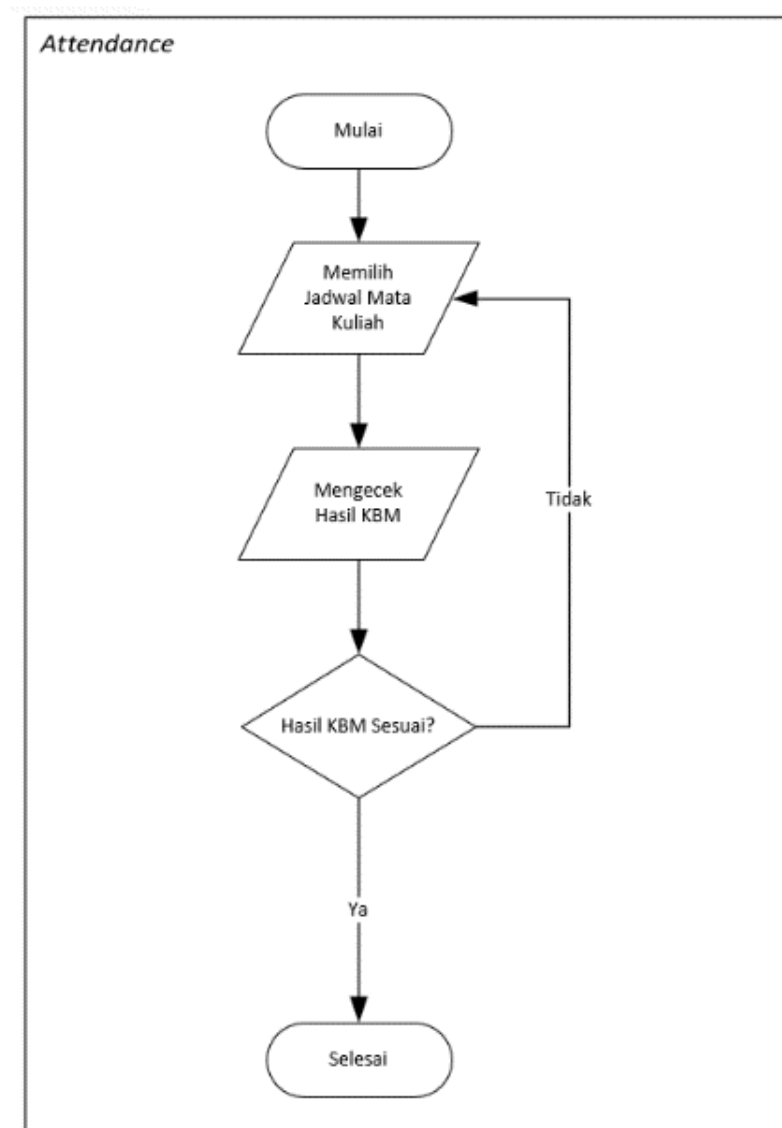 Attendance
Mulai
Memilih
Jadwal Mata
Kuliah
Mengecek
Hasil KBM
Tidak
Hasil KBM Sesuai?
Ya
Selesai